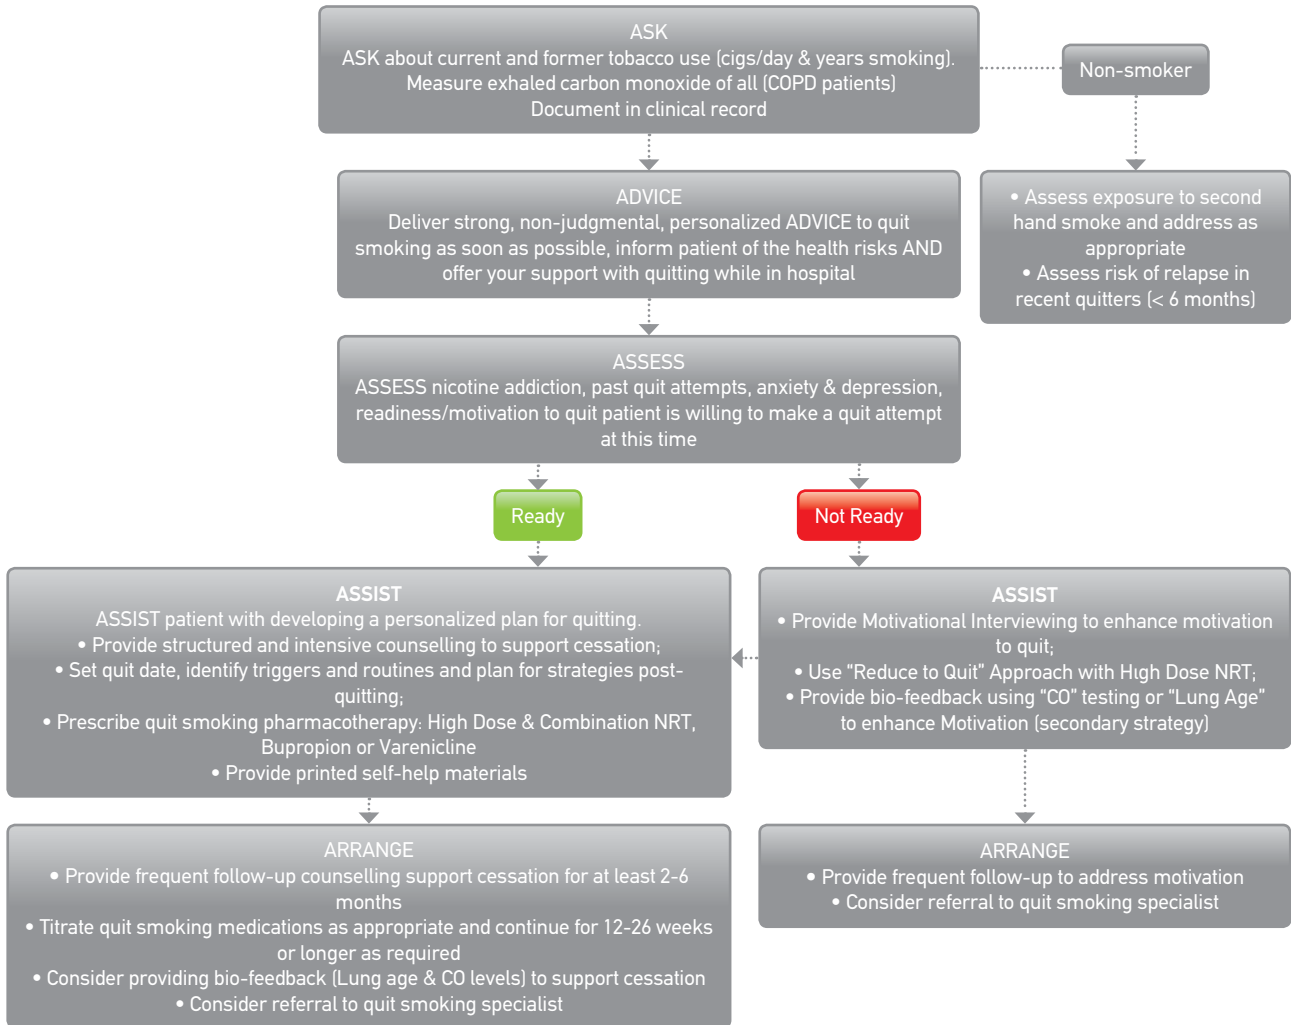 ASK
ASK about current and former tobacco use (cigs/day & years smoking).
Measure exhaled carbon monoxide of all (COPD patients)
Document in clinical record
Non-smoker
ADVICE
Deliver strong, non-judgmental, personalized ADVICE to quit
smoking as soon as possible, inform patient of the health risks AND
offer your support with quitting while in hospital
• Assess exposure to second
hand smoke and address as
appropriate
• Assess risk of relapse in
recent quitters (< 6 months)
ASSESS
ASSESS nicotine addiction, past quit attempts, anxiety & depression,
readiness/motivation to quit patient is willing to make a quit attempt
at this time
Ready
Not Ready
ASSIST
ASSIST patient with developing a personalized plan for quitting.
• Provide structured and intensive counselling to support cessation;
• Set quit date, identify triggers and routines and plan for strategies post-
quitting;
• Prescribe quit smoking pharmacotherapy: High Dose & Combination NRT,
Bupropion or Varenicline
• Provide printed self-help materials
ASSIST
• Provide Motivational Interviewing to enhance motivation
to quit;
• Use "Reduce to Quit" Approach with Hıgh Dose NRT;
• Provide bio-feedback using "CO" testing or "Lung Age"
to enhance Motivation (secondary strategy)
ARRANGE
• Provide frequent follow-up counselling support cessation for at least 2-6
months
• Titrate quit smoking medications as appropriate and continue for 12-26 weeks
or longer as required
• Consider providing bio-feedback (Lung age & CO levels) to support cessation
• Consider referral to quit smoking specialist
ARRANGE
• Provide frequent follow-up to address motivation
• Consider referral to quit smoking specialist